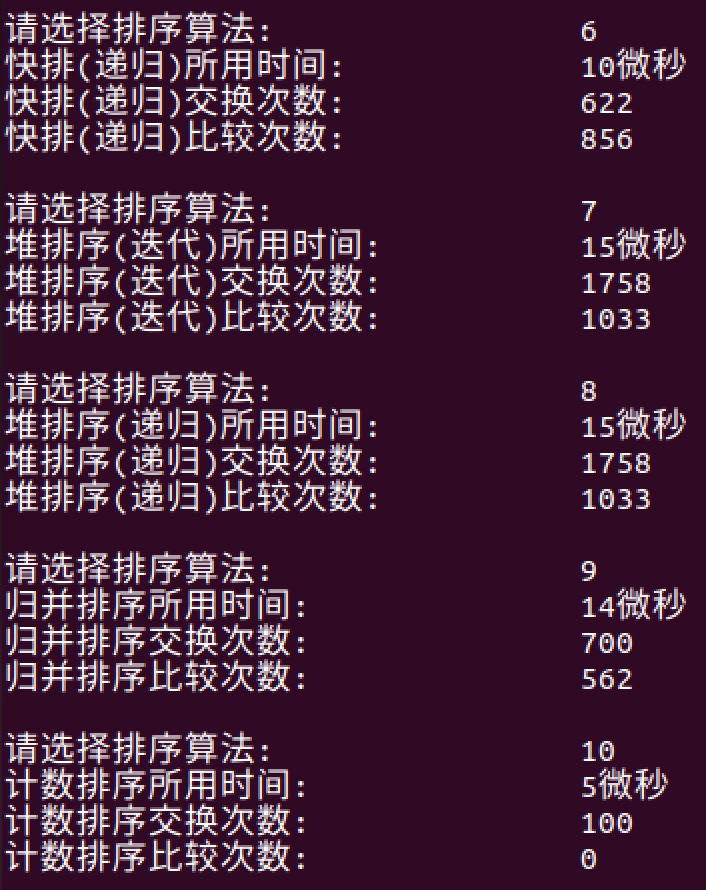 请选择排序算法: 6
快排(递归)所用时间: 10微秒
快排(递归)交换次数: 622
快排(递归)比较次数: 856
请选择排序算法: 7
堆排序(迭代)所用时间: 15微秒
堆排序(迭代)交换次数: 1758
堆排序(迭代)比较次数: 1033
请选择排序算法: 8
堆排序(递归)所用时间: 15微秒
堆排序(递归)交换次数: 1758
堆排序(递归)比较次数: 1033
请选择排序算法: 9
归并排序所用时间: 14微秒
归并排序交换次数: 700
归并排序比较次数: 562
请选择排序算法: 10
计数排序所用时间: 5微秒
计数排序交换次数: 100
计数排序比较次数: 0